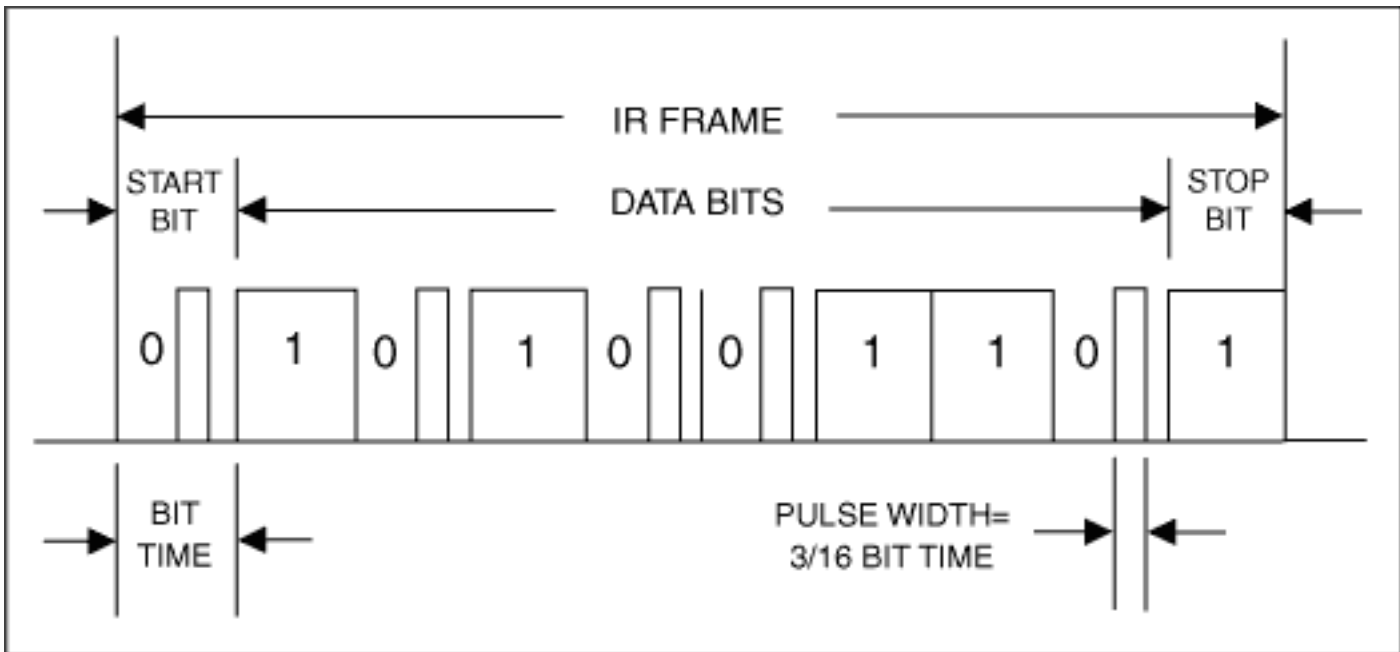 IR FRAME
START
BIT
DATA BITS
STOP
BIT
0 1 0 1 0 0 1 1 0 1
BIT
TIME
PULSE WIDTH=
3/16 BIT TIME